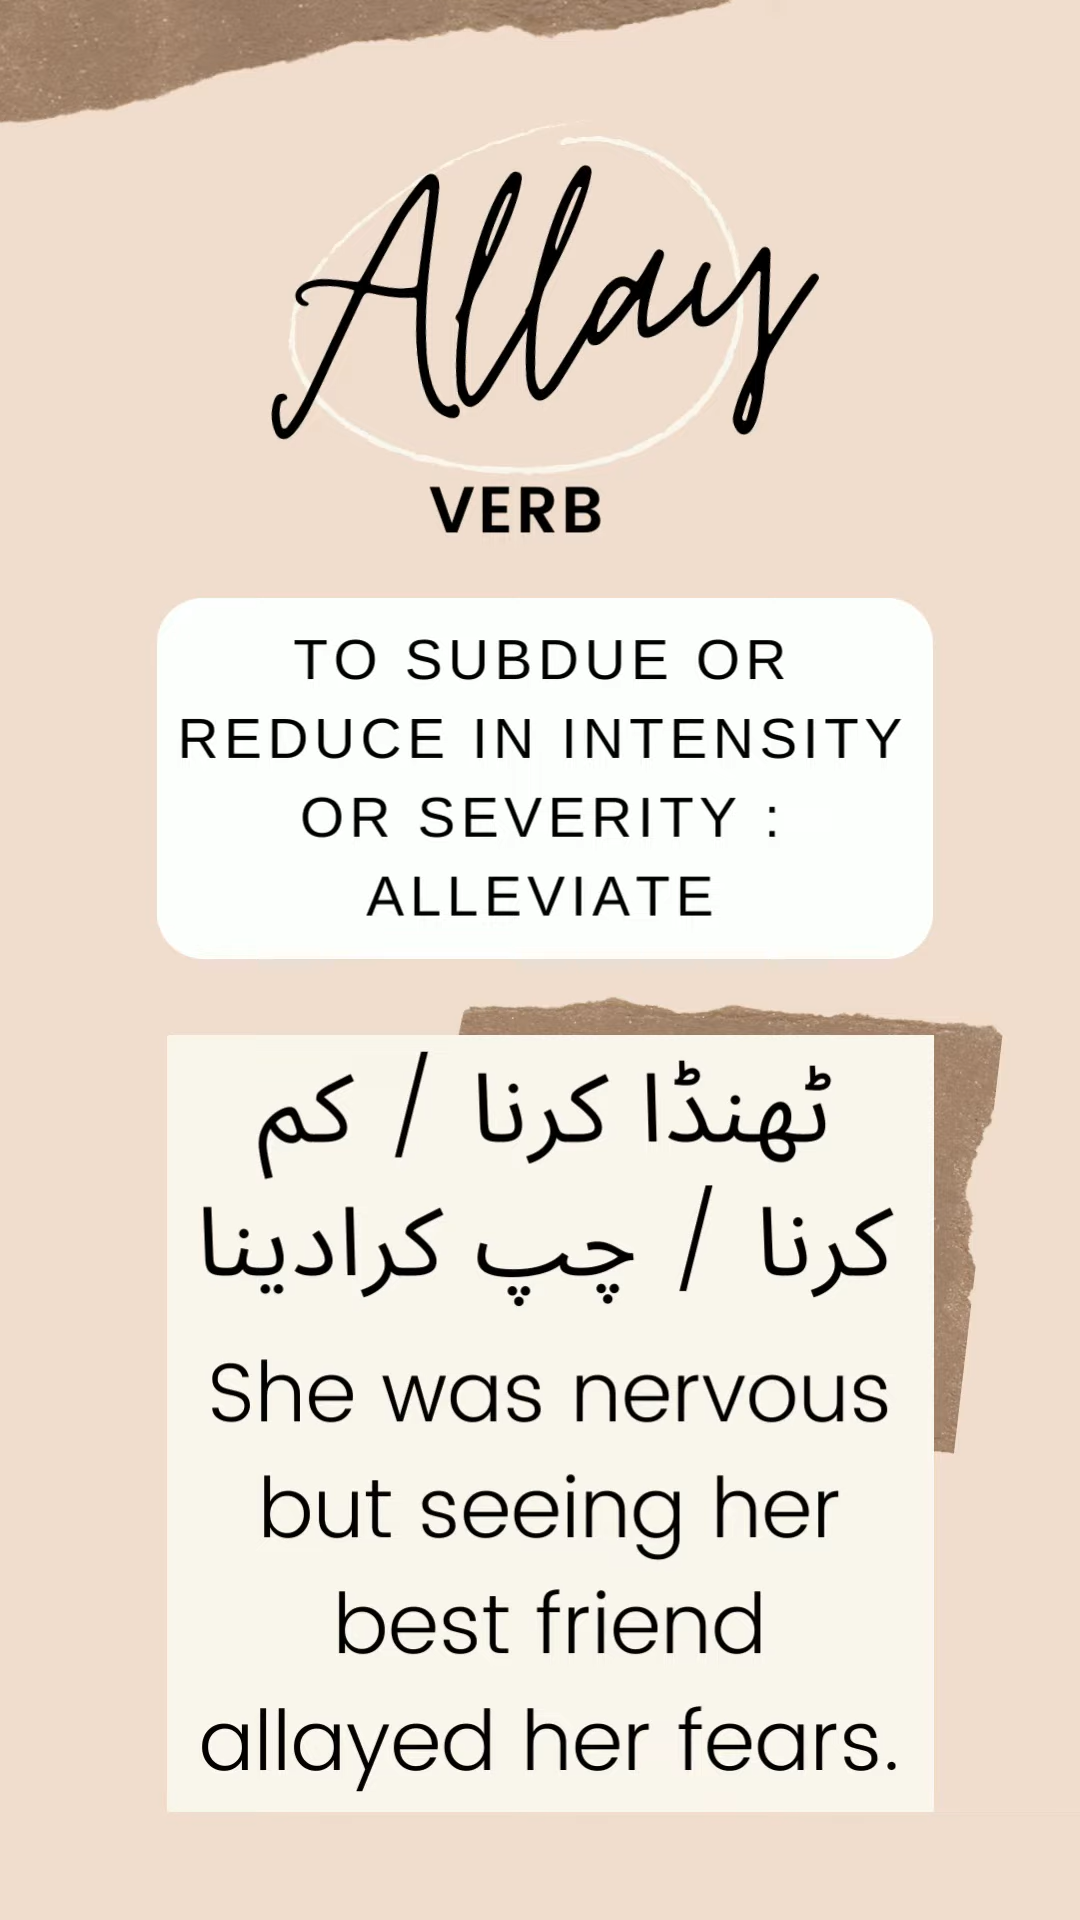 Allay
VERB
TO SUBDUE OR
REDUCE IN INTENSITY
OR SEVERITY :
ALLEVIATE
ٹھنڈا کرنا / کم
کرنا / چپ کرادینا
She was nervous
but seeing her
best friend
allayed her fears.